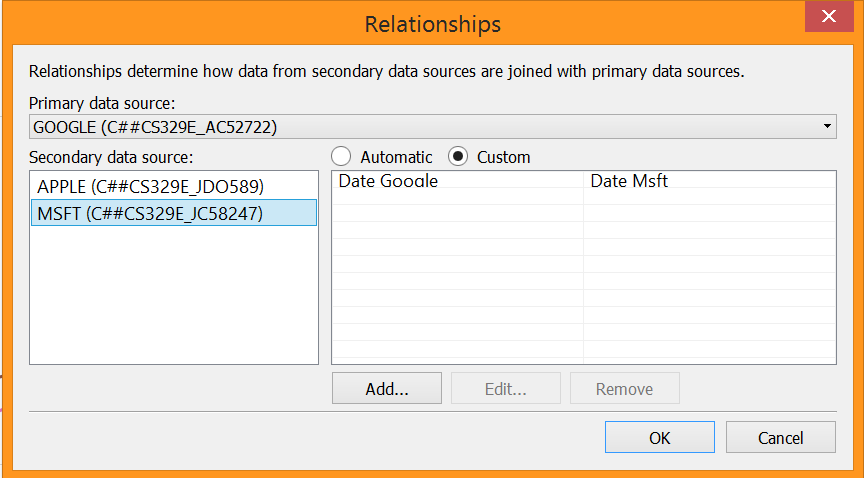 Relationships
Relationships determine how data from secondary data sources are joined with primary data sources.
Primary data source:
GOOGLE (C##CS329E_AC52722)
Secondary data source:
Automatic
Custom
APPLE (C##CS329E_JDO589)
MSFT (C##CS329E_JC58247)
Date Google
Date Msft
Add...
Edit...
Remove
OK
Cancel